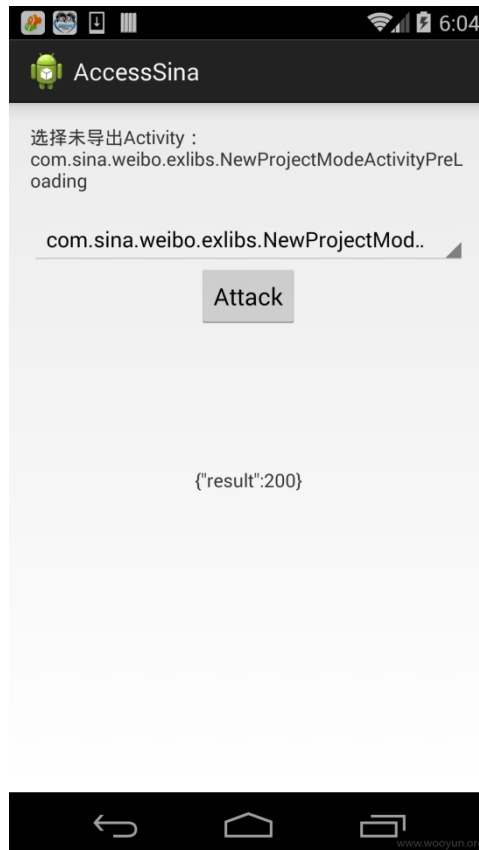 6:04
AccessSina
选择未导出Activity：
com.sina.weibo.exlibs.NewProjectModeActivityPreL
oading
com.sina.weibo.exlibs.NewProjectMod..
Attack
{"result":200}
www.wooyun.org